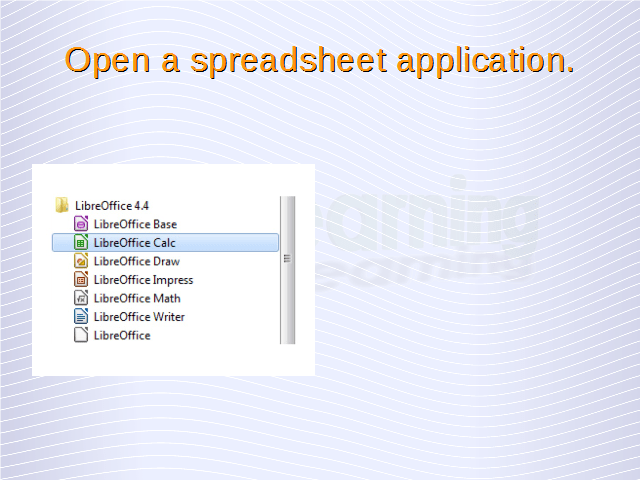 Open a spreadsheet application.
LibreOffice 4.4
LibreOffice Base
LibreOffice Calc
LibreOffice Draw
LibreOffice Impress
LibreOffice Math
LibreOffice Writer
LibreOffice